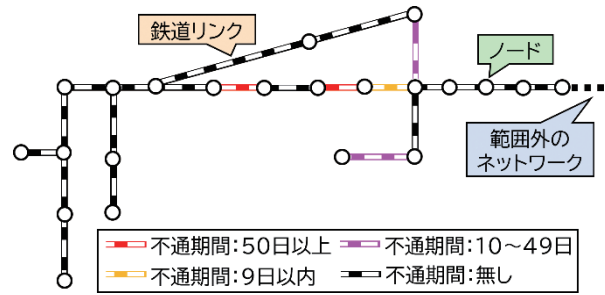 鉄道リンク
ノード
範囲外の
ネットワーク
不通期間:50日以上
不通期間:10~49日
不通期間:9日以内
不通期間:無し